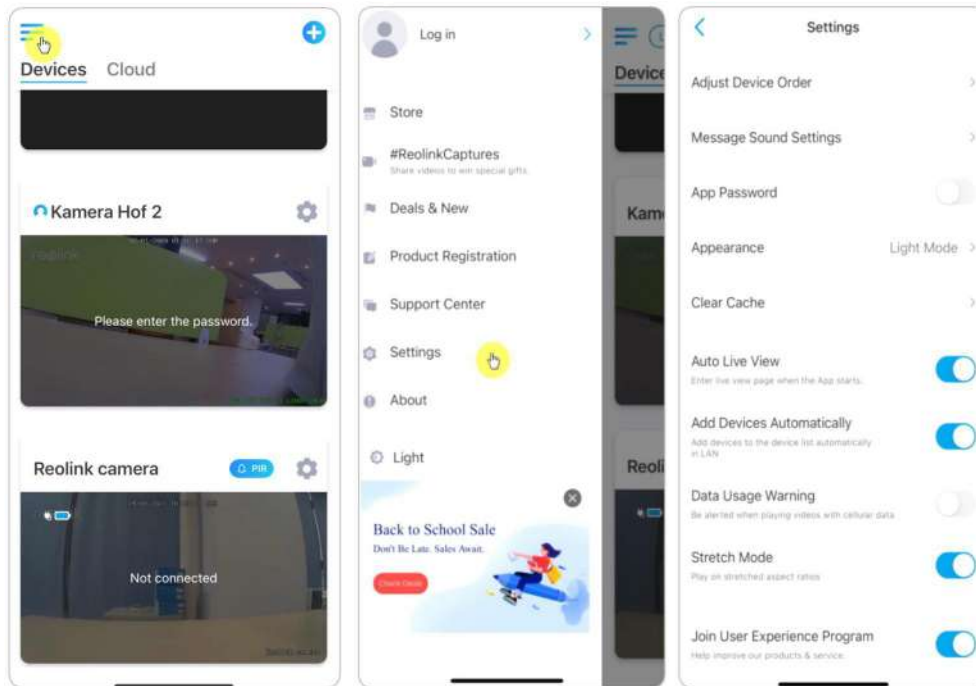 Devices Cloud
Kamera Hof 2
reolink
Please enter the password.
Reolink camera
PIR
Not connected
Log in
Store
#ReolinkCaptures
Share videos to win special gifts.
Deals & New
Product Registration
Support Center
Settings
About
Light
Back to School Sale
Don't Be Late. Sales Await.
Check Deals
Device
Kam
Reoli
Settings
Adjust Device Order
Message Sound Settings
App Password
Appearance Light Mode
Clear Cache
Auto Live View
Enter live view page when the App starts.
Add Devices Automatically
Add devices to the device list automatically
in LAN
Data Usage Warning
Be alerted when playing videos with cellular data
Stretch Mode
Play on stretched aspect ratios
Join User Experience Program
Help improve our products & service.